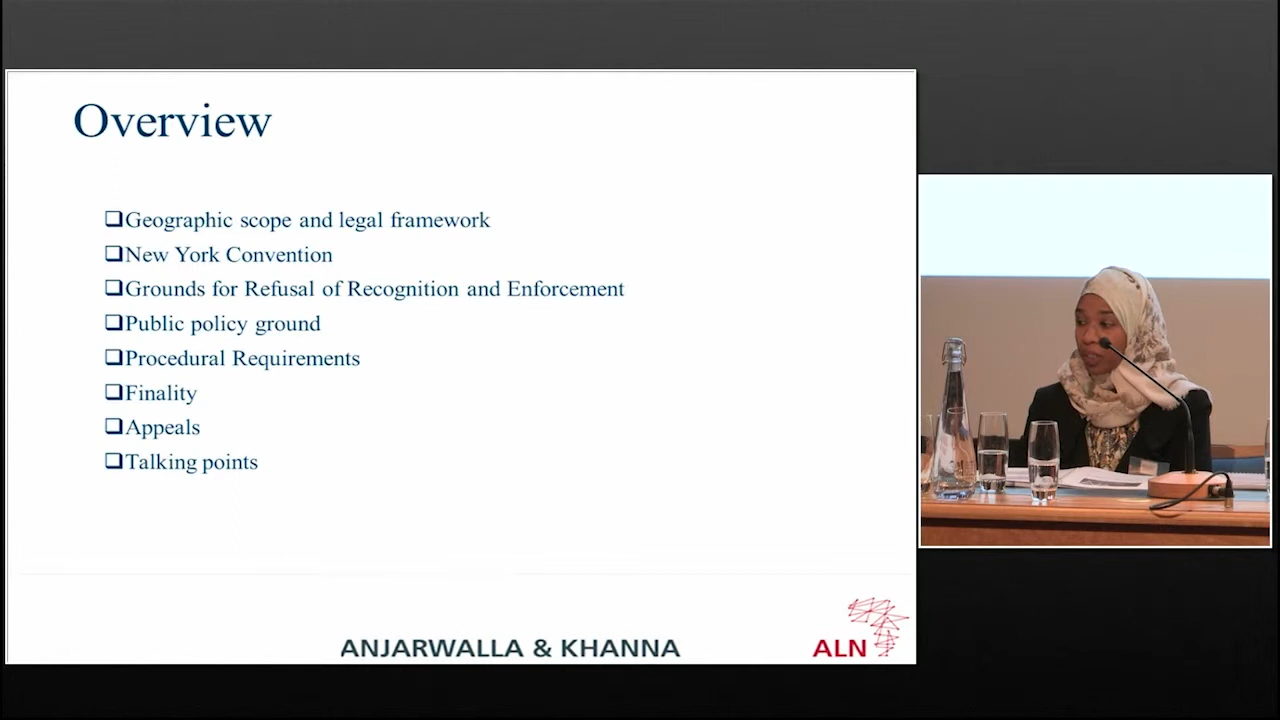 Overview
❑Geographic scope and legal framework
❑New York Convention
❑Grounds for Refusal of Recognition and Enforcement
❑Public policy ground
❑Procedural Requirements
❑Finality
❑Appeals
❑Talking points
ANJARWALLA & KHANNA
ALN